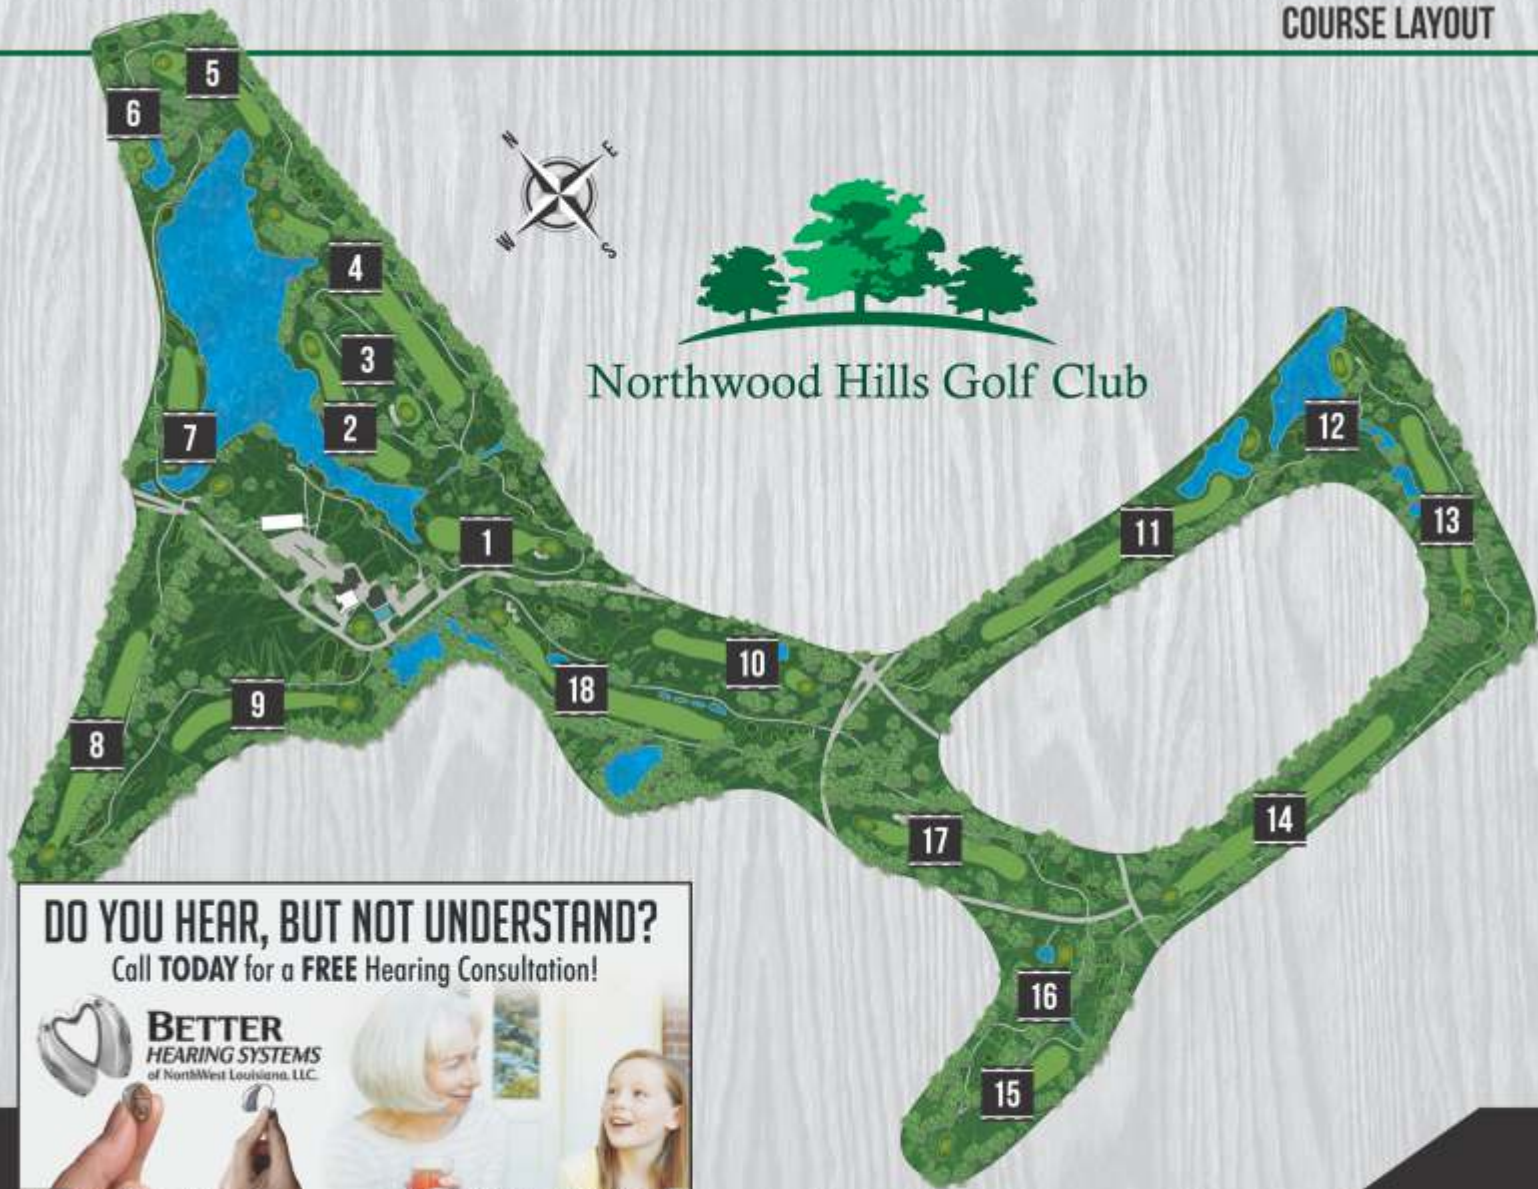 COURSE LAYOUT
5
6
N
E
W
S
4
3
2
7
1
Northwood Hills Golf Club
12
13
11
10
18
9
8
14
17
16
15
DO YOU HEAR, BUT NOT UNDERSTAND?
Call TODAY for a FREE Hearing Consultation!
BETTER
HEARING SYSTEMS
of NorthWest Louisiana, LLC.